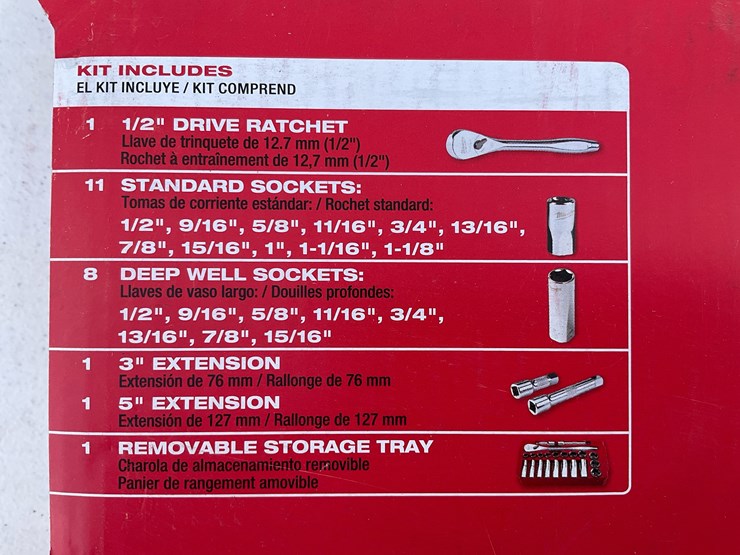 KIT INCLUDES
EL KIT INCLUYE / KIT COMPREND
1 1/2" DRIVE RATCHET
Llave de trinquete de 12.7 mm (1/2")
Rochet à entraînement de 12,7 mm (1/2")
11 STANDARD SOCKETS:
Tomas de corriente estándar: / Rochet standard:
1/2", 9/16", 5/8", 11/16", 3/4", 13/16",
7/8", 15/16", 1", 1-1/16", 1-1/8"
8 DEEP WELL SOCKETS:
Llaves de vaso largo: / Douilles profondes:
1/2", 9/16", 5/8", 11/16", 3/4",
13/16", 7/8", 15/16"
1 3" EXTENSION
Extensión de 76 mm / Rallonge de 76 mm
1 5" EXTENSION
Extensión de 127 mm / Rallonge de 127 mm
1 REMOVABLE STORAGE TRAY
Charola de almacenamiento removible
Panier de rangement amovible